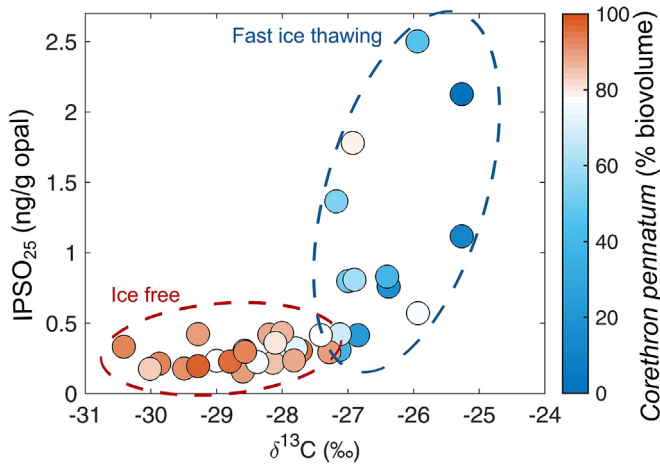 2.5
2
1.5
1
0.5
0
IPSO25 (ng/g opal)
Fast ice thawing
Ice free
-31 -30 -29 -28 -27 -26 -25 -24
δ13C (‰)
100
80
60
40
20
0
Corethron pennatum (% biovolume)